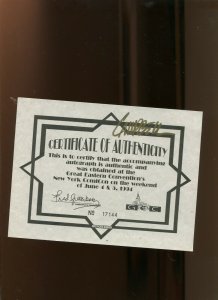 CERTIFICATE OF AUTHENTICITY
This is to certify that the accompanying
autograph is authentic and
was obtained at the
Great Eastern Convention's
New York ComiCon on the weekend
of June 4 & 5, 1994
No 17144